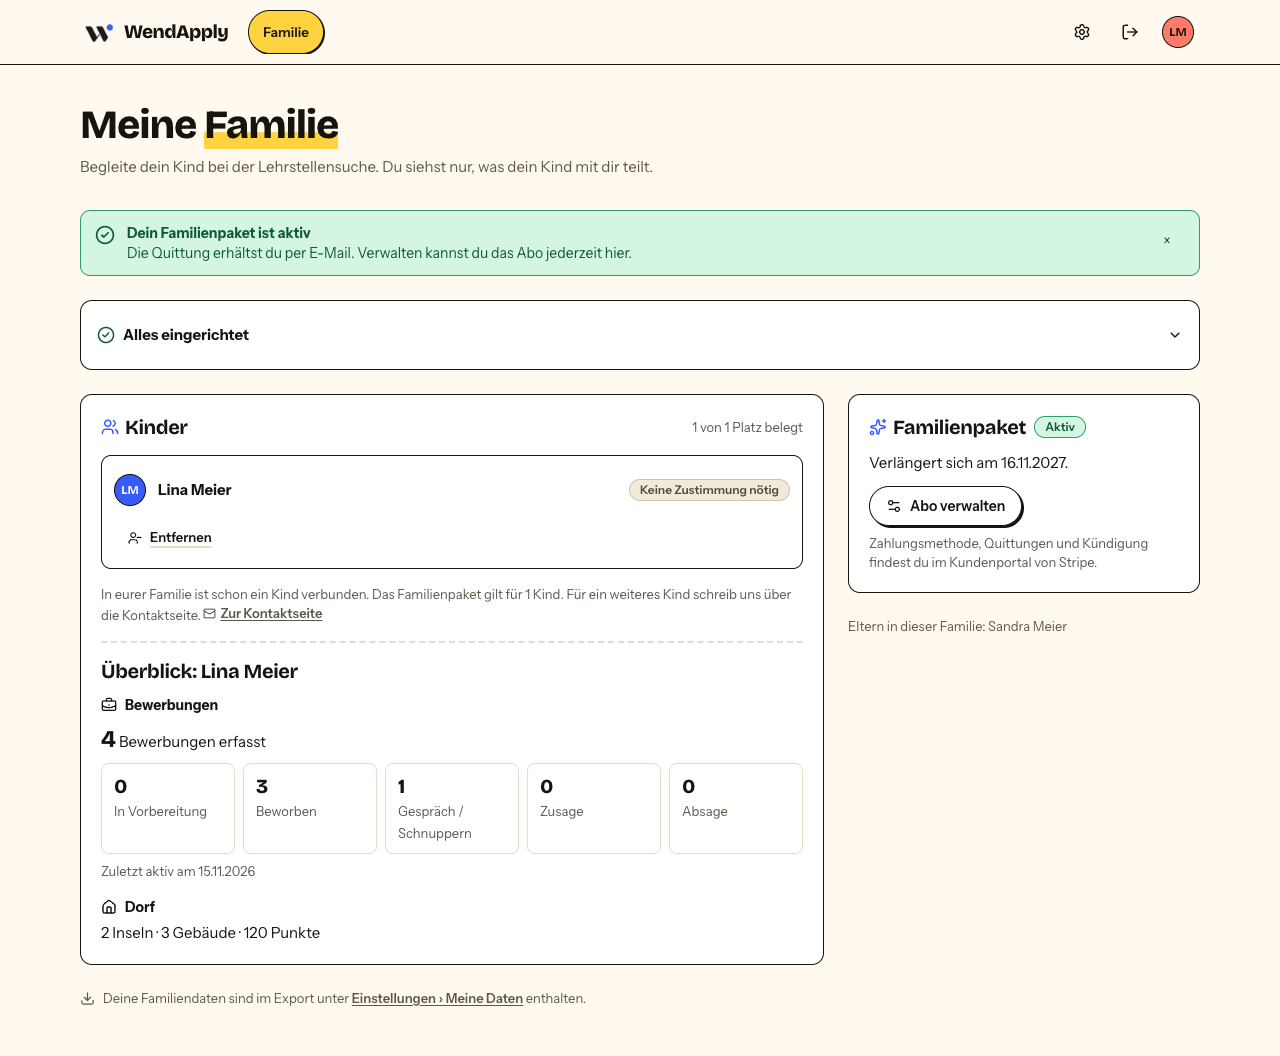 WendApply
Familie
LM
Meine Familie
Begleite dein Kind bei der Lehrstellensuche. Du siehst nur, was dein Kind mit dir teilt.
Dein Familienpaket ist aktiv
Die Quittung erhältst du per E-Mail. Verwalten kannst du das Abo jederzeit hier.
×
Alles eingerichtet
Kinder
1 von 1 Platz belegt
LM
Lina Meier
Keine Zustimmung nötig
Entfernen
In eurer Familie ist schon ein Kind verbunden. Das Familienpaket gilt für 1 Kind. Für ein weiteres Kind schreib uns über
die Kontaktseite. Zur Kontaktseite
Überblick: Lina Meier
Bewerbungen
4 Bewerbungen erfasst
0
In Vorbereitung
3
Beworben
1
Gespräch /
Schnuppern
0
Zusage
0
Absage
Zuletzt aktiv am 15.11.2026
Dorf
2 Inseln · 3 Gebäude · 120 Punkte
Familienpaket
Aktiv
Verlängert sich am 16.11.2027.
Abo verwalten
Zahlungsmethode, Quittungen und Kündigung
findest du im Kundenportal von Stripe.
Eltern in dieser Familie: Sandra Meier
Deine Familiendaten sind im Export unter Einstellungen › Meine Daten enthalten.